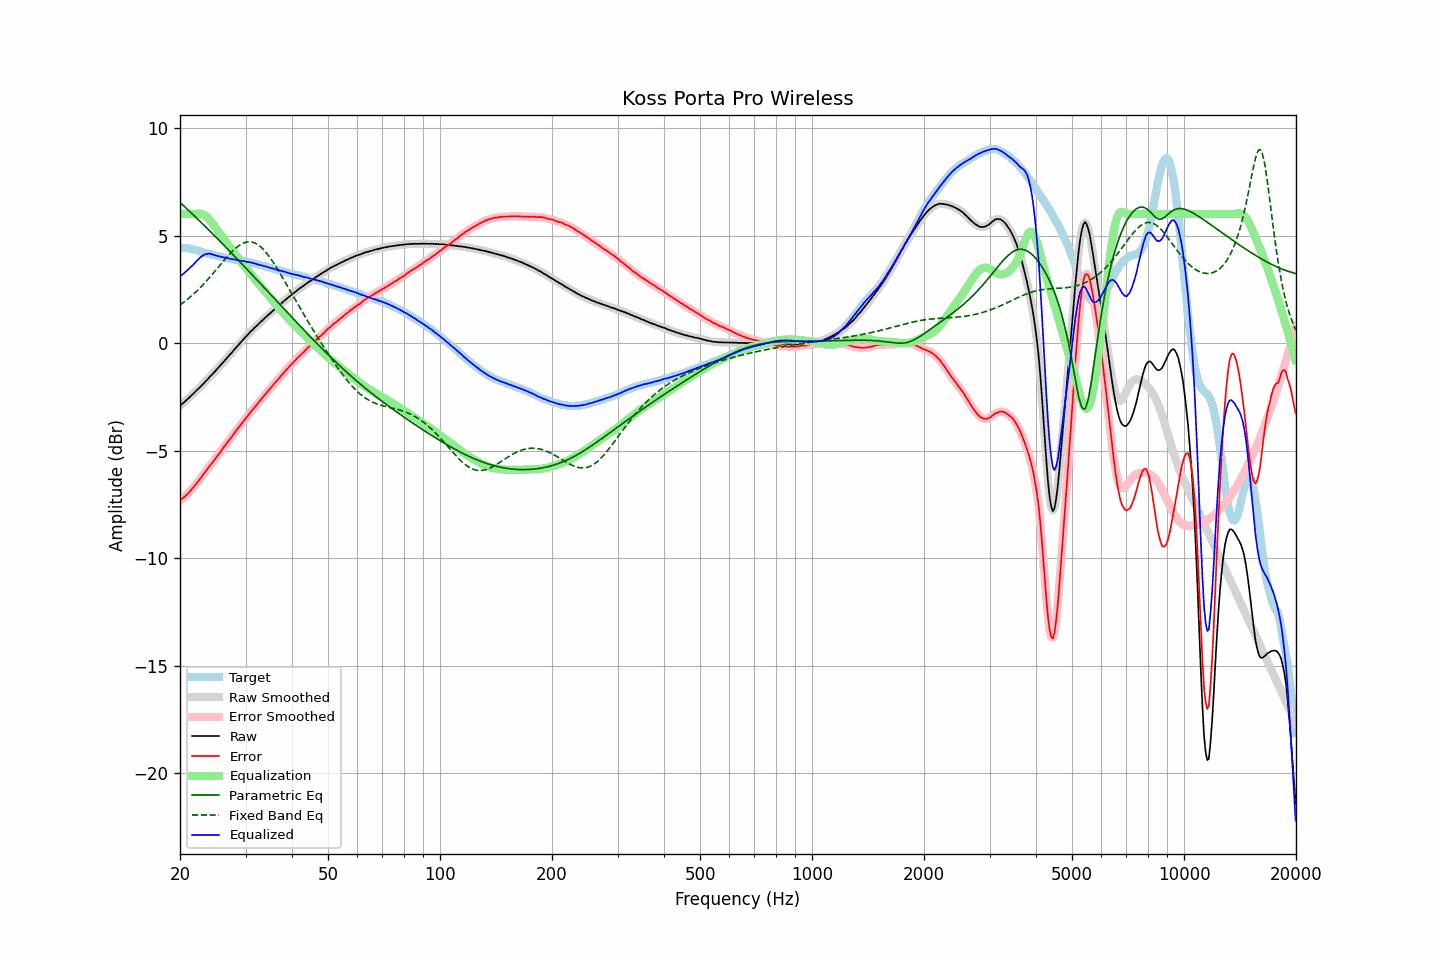 Koss Porta Pro Wireless
Amplitude (dBr)
10
5
0
−5
−10
−15
−20
Target
Raw Smoothed
Error Smoothed
Raw
Error
Equalization
Parametric Eq
Fixed Band Eq
Equalized
20 50 100 200 500 1000 2000 5000 10000 20000
Frequency (Hz)